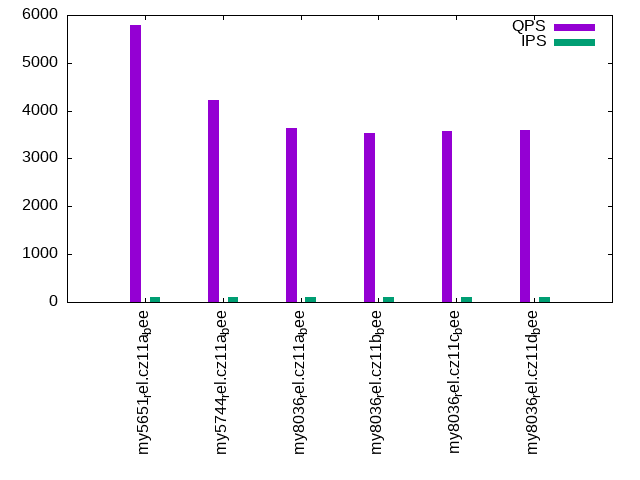 6000
5000
4000
3000
2000
1000
0
QPS
IPS
my5651rel.cz11abee
my5744rel.cz11abee
my8036rel.cz11abee
my8036rel.cz11bbee
my8036rel.cz11cbee
my8036rel.cz11dbee